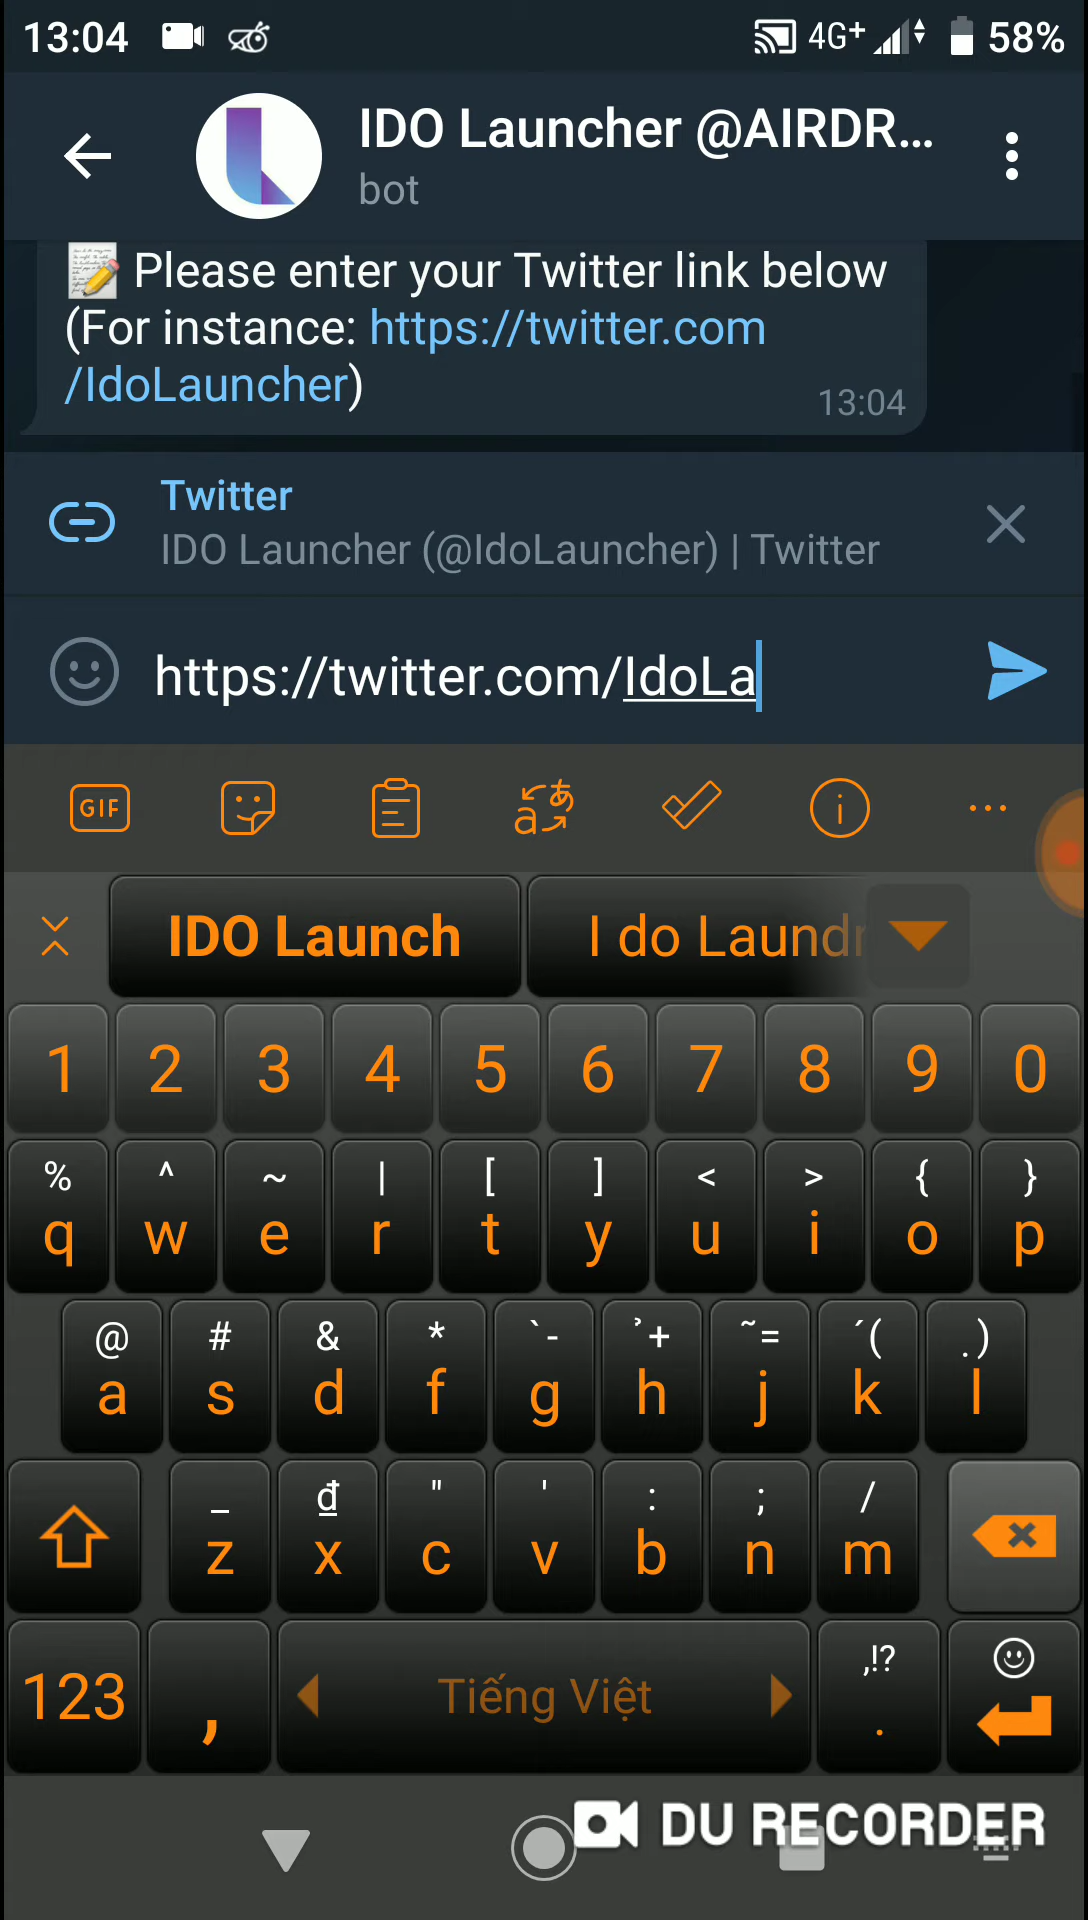 13:04 4G+ 58%
IDO Launcher @AIRDR...
bot
Please enter your Twitter link below
(For instance: https://twitter.com
/IdoLauncher)
13:04
Twitter
IDO Launcher (@IdoLauncher) | Twitter
https://twitter.com/IdoLa
GIF
IDO Launch I do Laundr
1 2 3 4 5 6 7 8 9 0
% ^ ~ | [ ] < > { }
q w e r t y u i o p
@ # & * `- ̉+ ~= ´( .)
a s d f g h j k l
_ đ " ' : ; /
z x c v b n m
,!?
123 , Tiếng Việt .
DU RECORDER